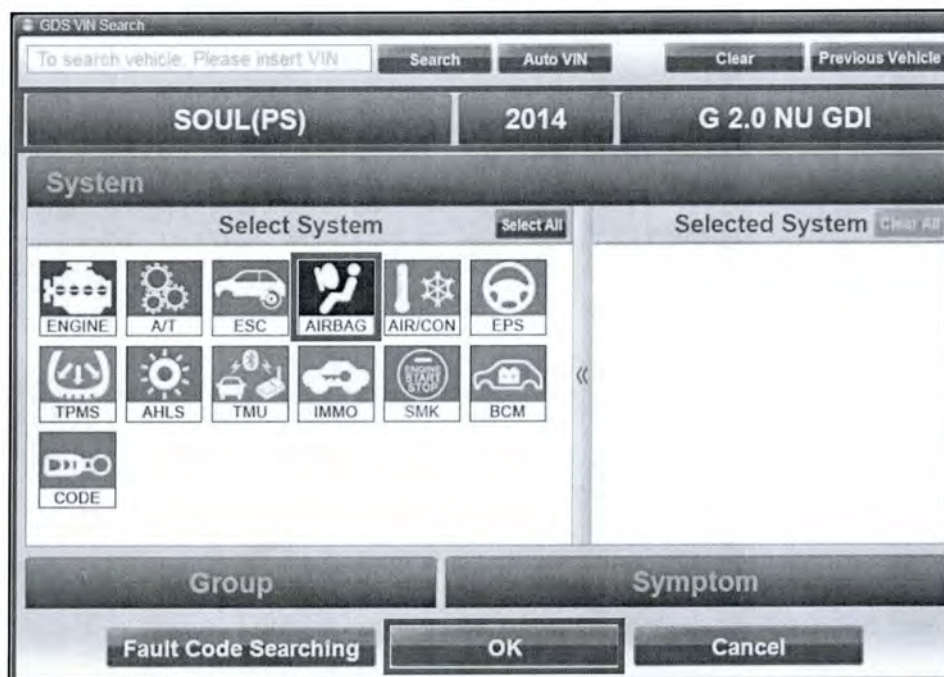 GDS VIN Search
To search vehicle, Please insert VIN Search Auto VIN Clear Previous Vehicle
SOUL(PS) 2014 G 2.0 NU GDI
System
Select System Select All Selected System Clear All
ENGINE A/T ESC AIRBAG AIR/CON EPS
ENGINE
START
STOP
TPMS AHLS TMU IMMO SMK BCM
CODE
Group Symptom
Fault Code Searching OK Cancel